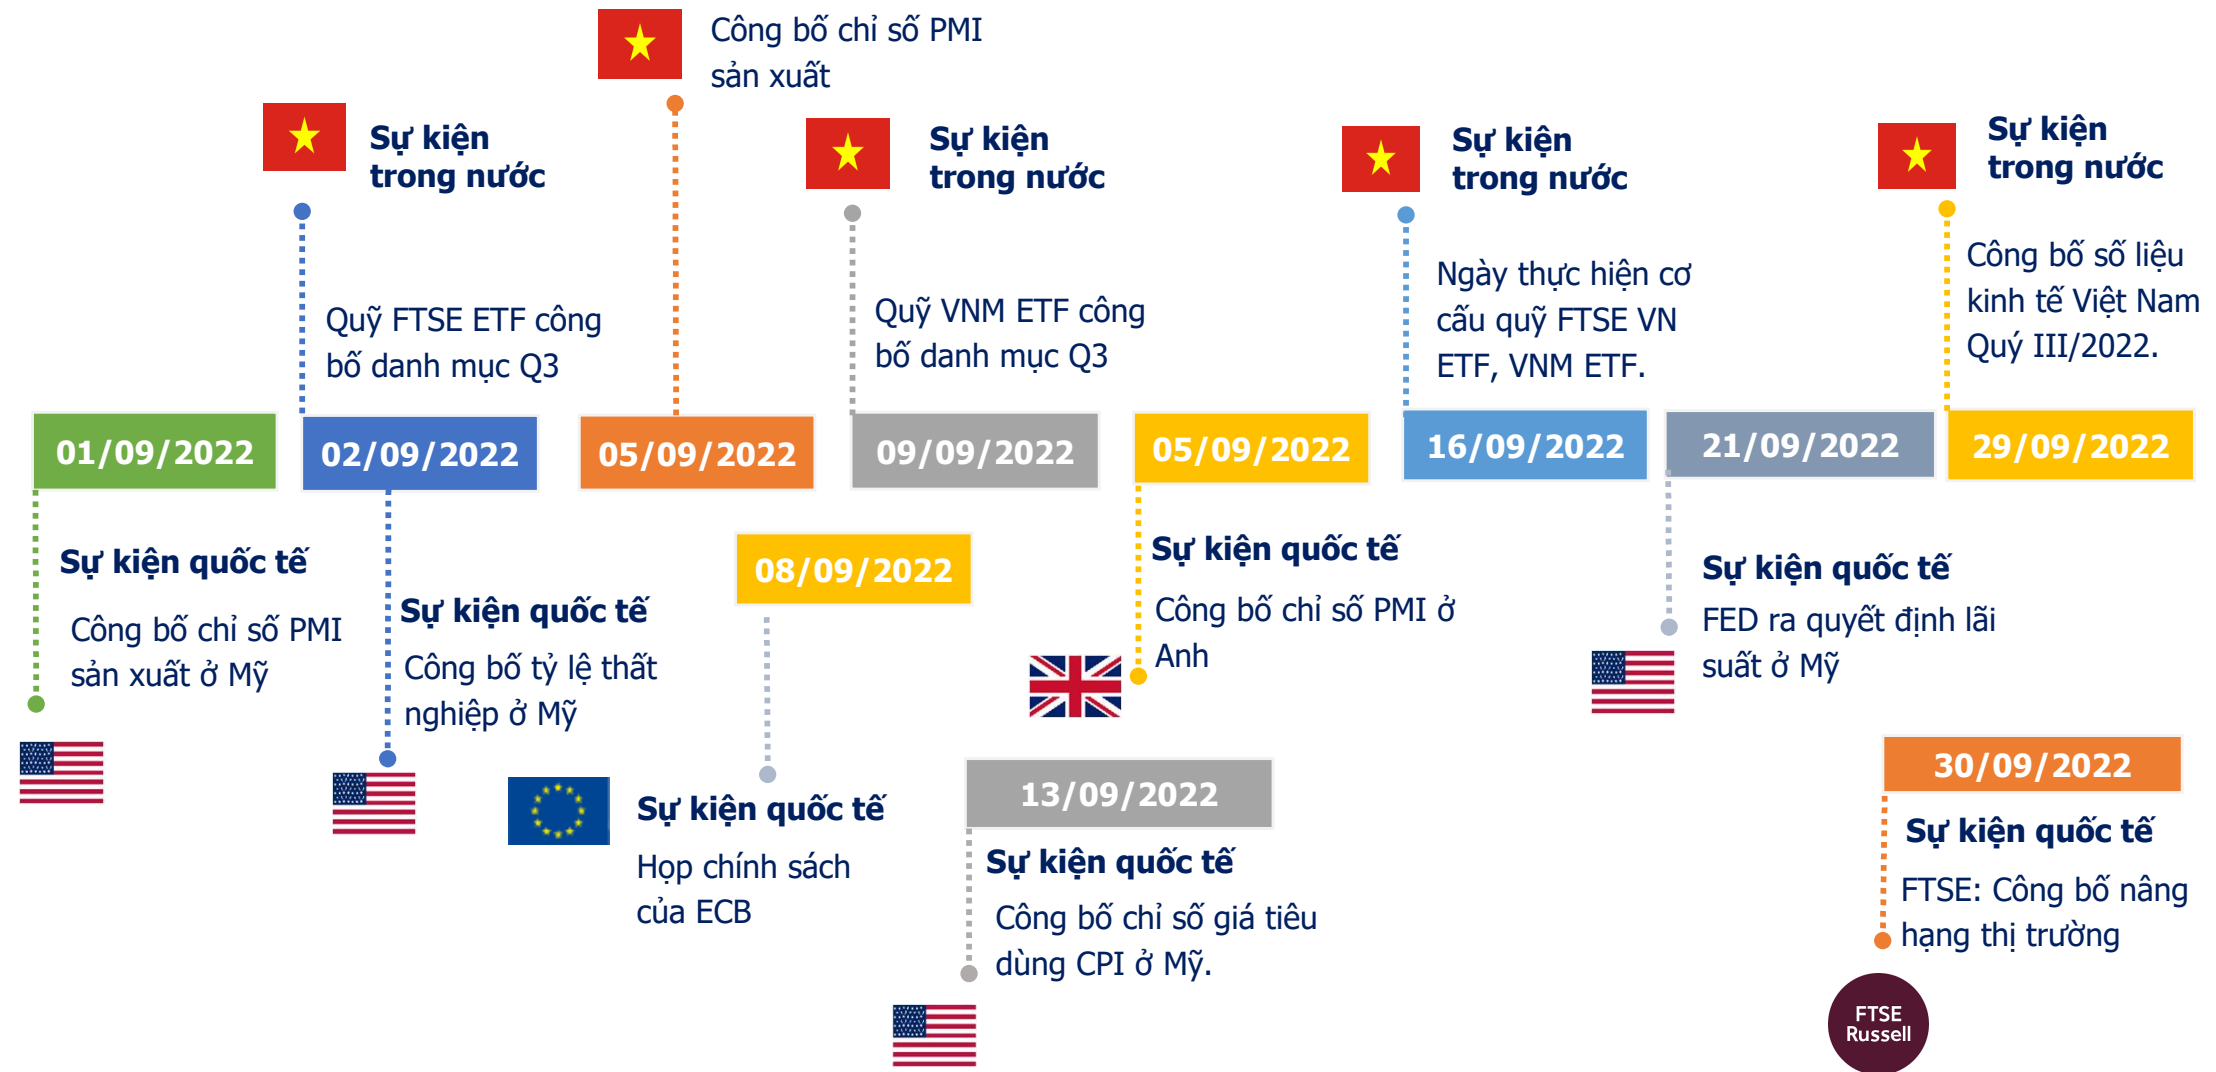 Công bố chỉ số PMI
sản xuất
Sự kiện
trong nước
Quỹ FTSE ETF công
bố danh mục Q3
Sự kiện
trong nước
Quỹ VNM ETF công
bố danh mục Q3
Sự kiện
trong nước
Ngày thực hiện cơ
cấu quỹ FTSE VN
ETF, VNM ETF.
Sự kiện
trong nước
Công bố số liệu
kinh tế Việt Nam
Quý III/2022.
01/09/2022
02/09/2022
05/09/2022
09/09/2022
05/09/2022
16/09/2022
21/09/2022
29/09/2022
Sự kiện quốc tế
Công bố chỉ số PMI
sản xuất ở Mỹ
Sự kiện quốc tế
Công bố tỷ lệ thất
nghiệp ở Mỹ
08/09/2022
Sự kiện quốc tế
Họp chính sách
của ECB
Sự kiện quốc tế
Công bố chỉ số PMI ở
Anh
13/09/2022
Sự kiện quốc tế
Công bố chỉ số giá tiêu
dùng CPI ở Mỹ.
Sự kiện quốc tế
FED ra quyết định lãi
suất ở Mỹ
30/09/2022
Sự kiện quốc tế
FTSE: Công bố nâng
hạng thị trường
FTSE
Russell